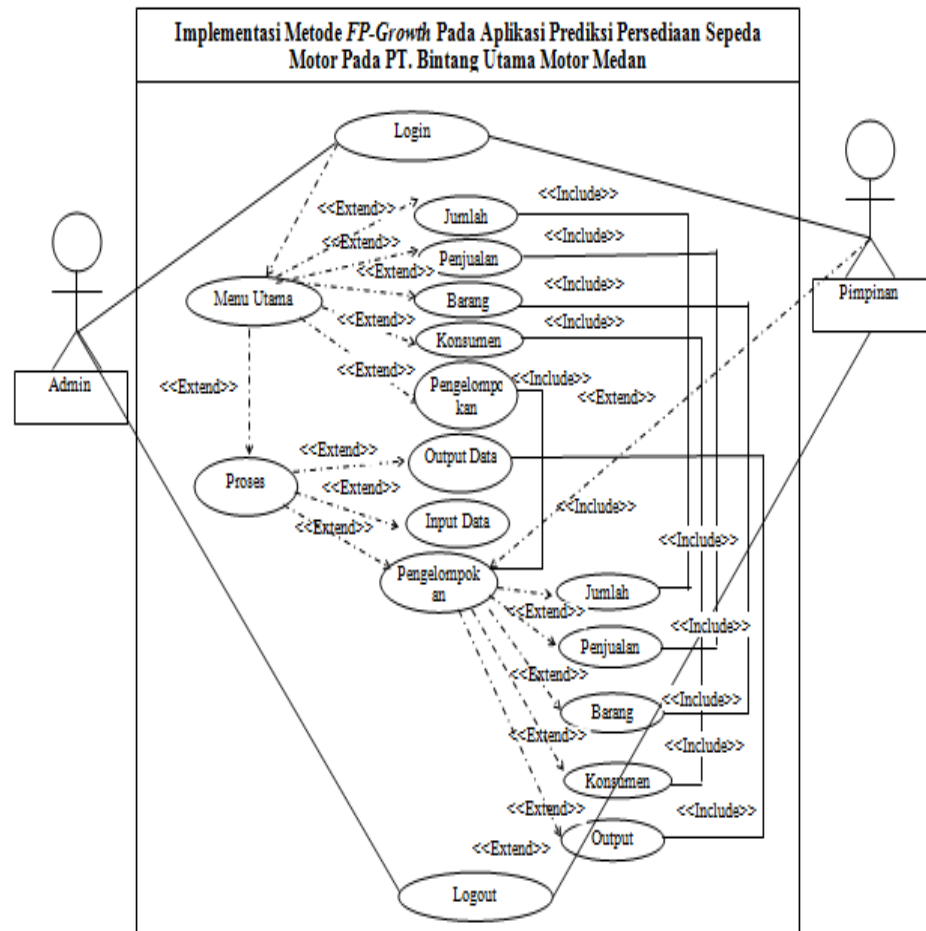 Implementasi Metode FP-Growth Pada Aplikasi Prediksi Persediaan Sepeda
Motor Pada PT. Bintang Utama Motor Medan
Login
<<Include>>
<<Extend>>
Jumlah
<<Include>>
<<Extend>>
Penjualan
<<Extend>>
<<Include>>
Menu Utama
Barang
Pimpinan
<<Extend>>
Konsumen
<<Include>>
<<Extend>>
Pengelompo
kan
<<Include>>
Admin
<<Extend>>
<<Extend>>
<<Extend>>
Output Data
Proses
<<Extend>>
<<Include>>
<<Extend>>
Input Data
<<Include>>
Pengelompok
an
Jumlah
<<Extend>>
<<Include>>
Penjualan
<<Extend>>
<<Include>>
Barang
<<Extend>>
<<Include>>
Konsumen
<<Extend>>
<<Include>>
Output
<<Extend>>
Logout